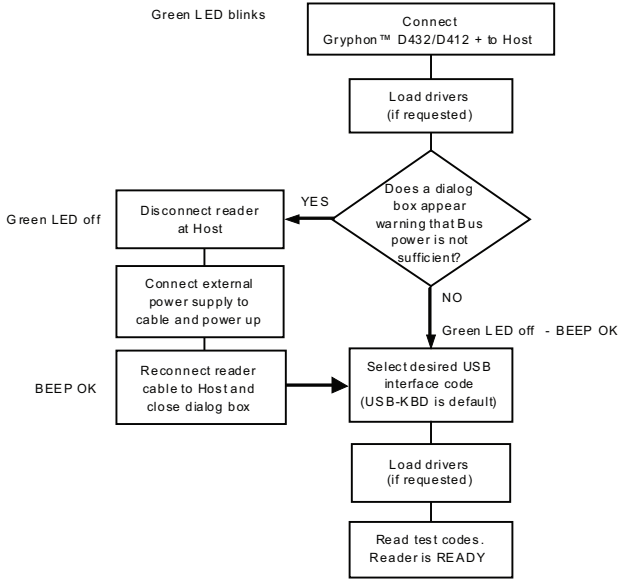 Green LED blinks
Connect
Gryphon™ D432/D412 + to Host
Load drivers
(if requested)
Does a dialog
box appear
warning that Bus
power is not
sufficient?
YES
Green LED off
Disconnect reader
at Host
Connect external
power supply to
cable and power up
BEEP OK
Reconnect reader
cable to Host and
close dialog box
NO
Green LED off - BEEP OK
Select desired USB
interface code
(USB-KBD is default)
Load drivers
(if requested)
Read test codes.
Reader is READY